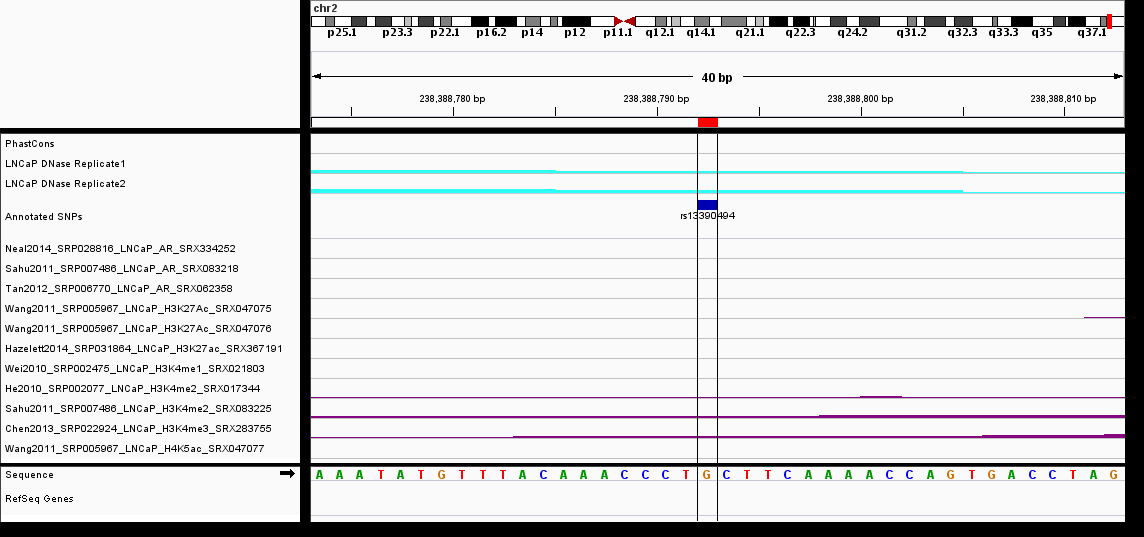 chr2
p25.1 p23.3 p22.1 p16.2 p14 p12 p11.1 q12.1 q14.1 q21.1 q22.3 q24.2 q31.2 q32.3 q33.3 q35 q37.1
40 bp
238,388,780 bp 238,388,790 bp 238,388,800 bp 238,388,810 bp
PhastCons
LNCaP DNase Replicate1
LNCaP DNase Replicate2
Annotated SNPs
rs13390494
Neal2014_SRP028816_LNCaP_AR_SRX334252
Sahu2011_SRP007486_LNCaP_AR_SRX083218
Tan2012_SRP006770_LNCaP_AR_SRX062358
Wang2011_SRP005967_LNCaP_H3K27Ac_SRX047075
Wang2011_SRP005967_LNCaP_H3K27Ac_SRX047076
Hazelett2014_SRP031864_LNCaP_H3K27ac_SRX367191
Wei2010_SRP002475_LNCaP_H3K4me1_SRX021803
He2010_SRP002077_LNCaP_H3K4me2_SRX017344
Sahu2011_SRP007486_LNCaP_H3K4me2_SRX083225
Chen2013_SRP022924_LNCaP_H3K4me3_SRX283755
Wang2011_SRP005967_LNCaP_H4K5ac_SRX047077
Sequence A A A T A T G T T T A C A A A C C C T G C T T C A A A A C C A G T G A C C T A G
RefSeq Genes